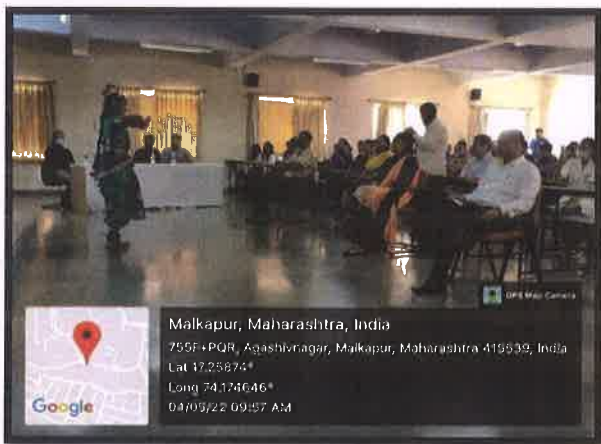 GPS Map Camera
Malkapur, Maharashtra, India
755F+PQR, Agashivnagar, Malkapur, Maharashtra 415539, India
Lat 17.25874°
Long 74.174646°
04/05/22 09:57 AM
Google